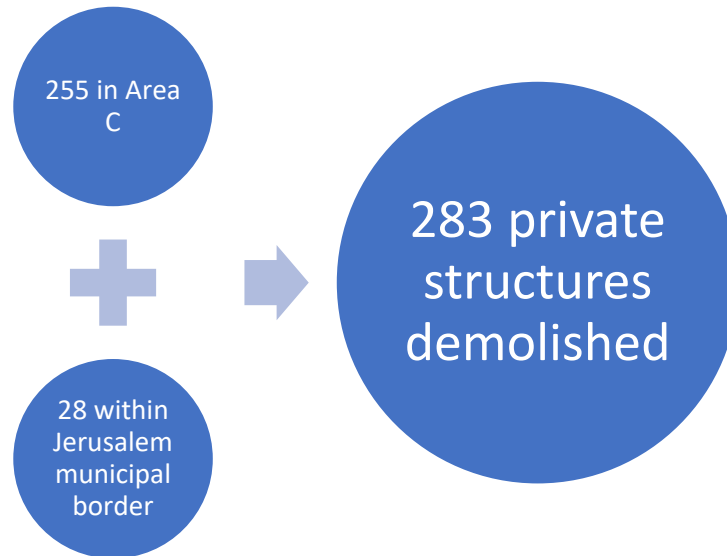 255 in Area
C
28 within
Jerusalem
municipal
border
283 private
structures
demolished